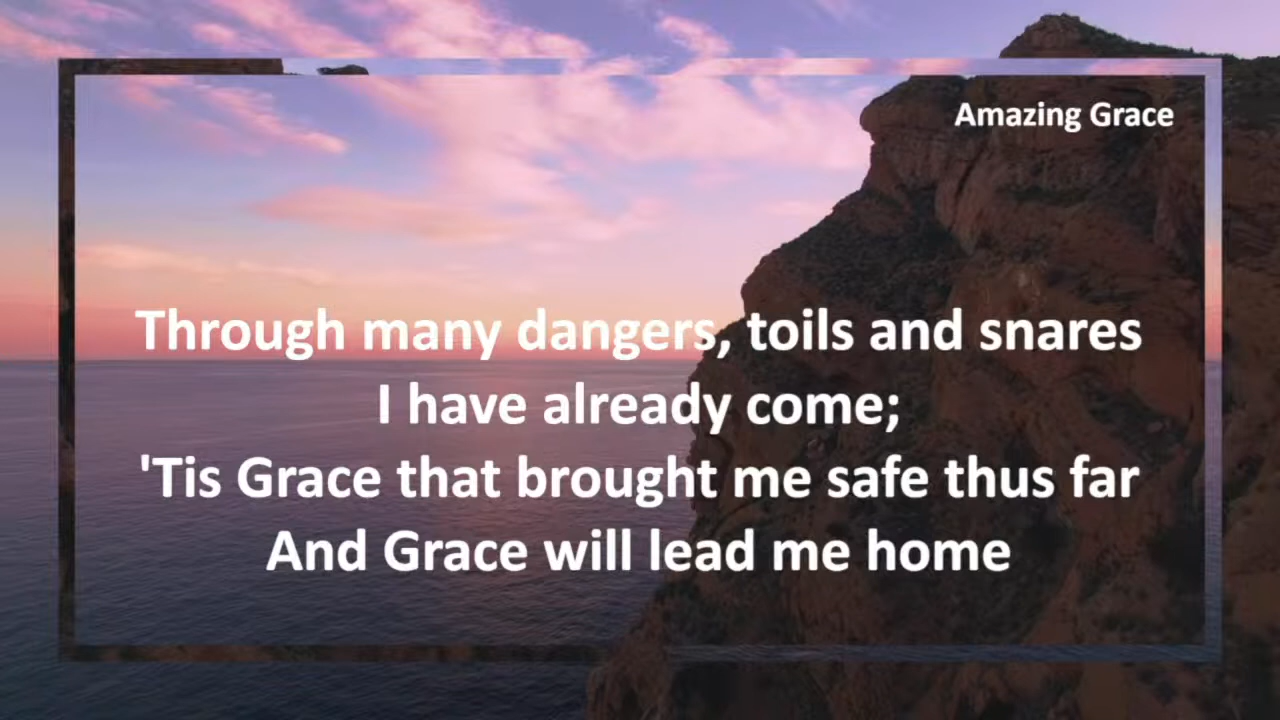 Amazing Grace
Through many dangers, toils and snares
I have already come;
'Tis Grace that brought me safe thus far
And Grace will lead me home